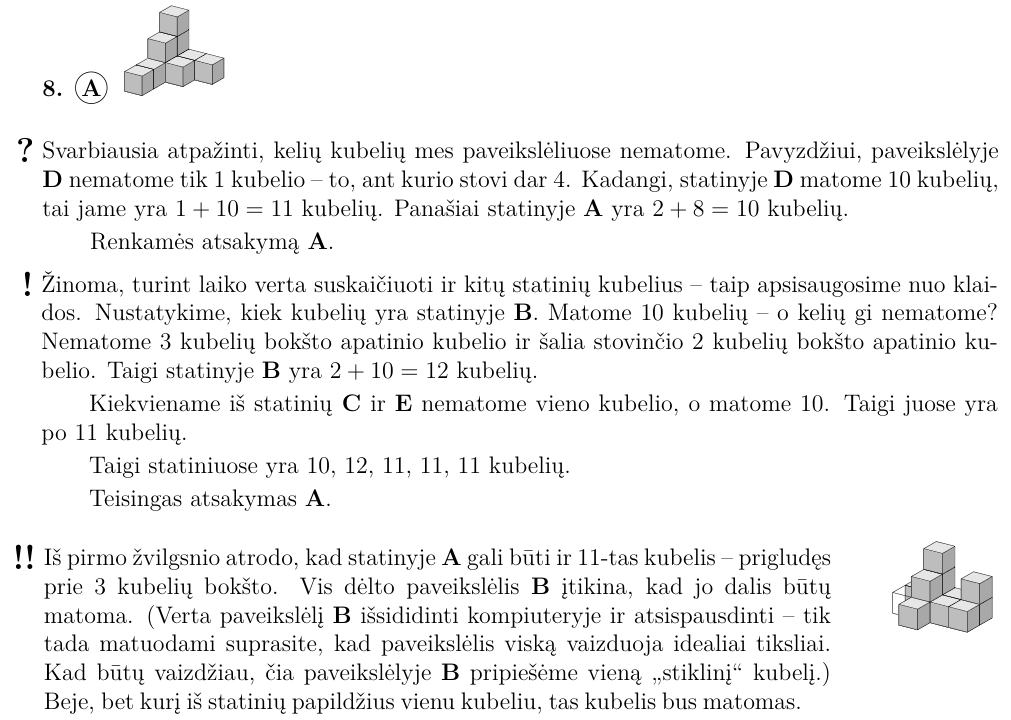 8. A
? Svarbiausia atpažinti, kelių kubelių mes paveikslėliuose nematome. Pavyzdžiui, paveikslėlyje
D nematome tik 1 kubelio – to, ant kurio stovi dar 4. Kadangi, statinyje D matome 10 kubelių,
tai jame yra 1 + 10 = 11 kubelių. Panašiai statinyje A yra 2 + 8 = 10 kubelių.
Renkamės atsakymą A.
! Žinoma, turint laiko verta suskaičiuoti ir kitų statinių kubelius – taip apsisaugosime nuo klai-
dos. Nustatykime, kiek kubelių yra statinyje B. Matome 10 kubelių – o kelių gi nematome?
Nematome 3 kubelių bokšto apatinio kubelio ir šalia stovinčio 2 kubelių bokšto apatinio ku-
belio. Taigi statinyje B yra 2 + 10 = 12 kubelių.
Kiekviename iš statinių C ir E nematome vieno kubelio, o matome 10. Taigi juose yra
po 11 kubelių.
Taigi statiniuose yra 10, 12, 11, 11, 11 kubelių.
Teisingas atsakymas A.
!! Iš pirmo žvilgsnio atrodo, kad statinyje A gali būti ir 11-tas kubelis – prigludęs
prie 3 kubelių bokšto. Vis dėlto paveikslėlis B įtikina, kad jo dalis būtų
matoma. (Verta paveikslėlį B išsididinti kompiuteryje ir atsispausdinti – tik
tada matuodami suprasite, kad paveikslėlis viską vaizduoja idealiai tiksliai.
Kad būtų vaizdžiau, čia paveikslėlyje B pripiešėme vieną „stiklinį“ kubelį.)
Beje, bet kurį iš statinių papildžius vienu kubeliu, tas kubelis bus matomas.